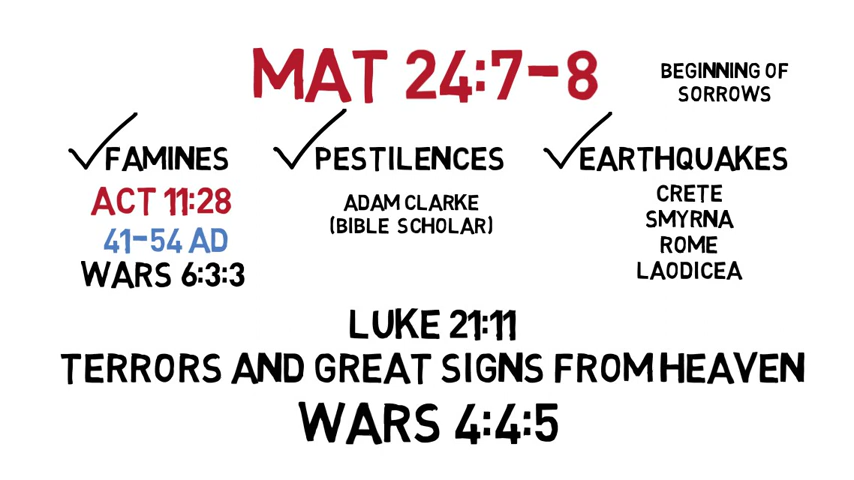 MAT 24:7-8
BEGINNING OF
SORROWS
FAMINES
ACT 11:28
41-54 AD
WARS 6:3:3
PESTILENCES
ADAM CLARKE
(BIBLE SCHOLAR)
EARTHQUAKES
CRETE
SMYRNA
ROME
LAODICEA
LUKE 21:11
TERRORS AND GREAT SIGNS FROM HEAVEN
WARS 4:4:5